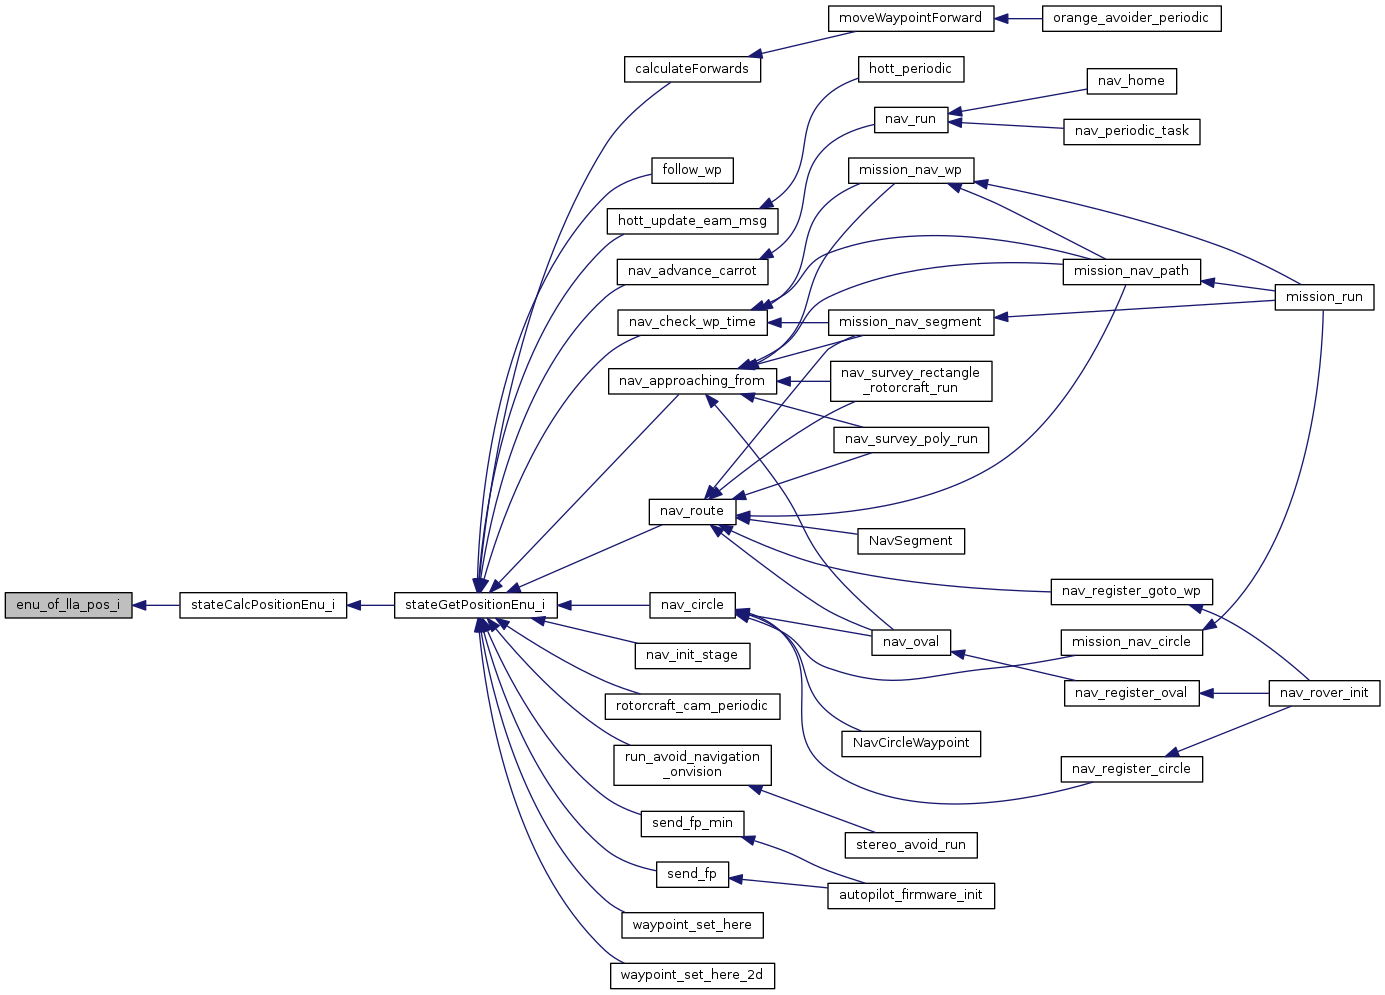 moveWaypointForward
orange_avoider_periodic
calculateForwards
hott_periodic
nav_home
nav_run
nav_periodic_task
follow_wp
mission_nav_wp
hott_update_eam_msg
nav_advance_carrot
mission_nav_path
mission_run
nav_check_wp_time
mission_nav_segment
nav_approaching_from
nav_survey_rectangle
_rotorcraft_run
nav_survey_poly_run
nav_route
NavSegment
nav_register_goto_wp
enu_of_lla_pos_i
stateCalcPositionEnu_i
stateGetPositionEnu_i
nav_circle
nav_oval
mission_nav_circle
nav_init_stage
nav_register_oval
nav_rover_init
rotorcraft_cam_periodic
NavCircleWaypoint
run_avoid_navigation
_onvision
nav_register_circle
send_fp_min
stereo_avoid_run
send_fp
autopilot_firmware_init
waypoint_set_here
waypoint_set_here_2d